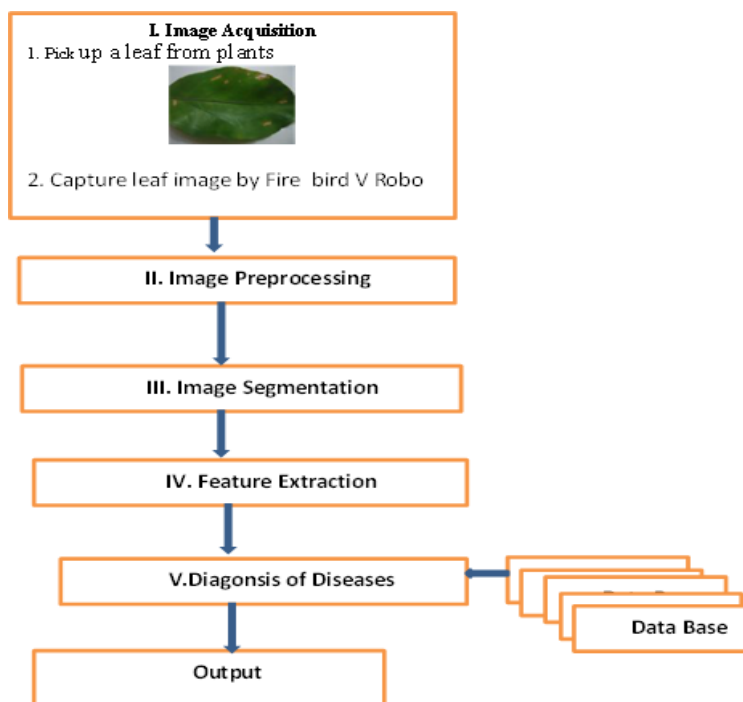 I. Image Acquisition
1. Pick up a leaf from plants
2. Capture leaf image by Fire bird V Robo
II. Image Preprocessing
III. Image Segmentation
IV. Feature Extraction
V.Diagonsis of Diseases
Data Base
Output